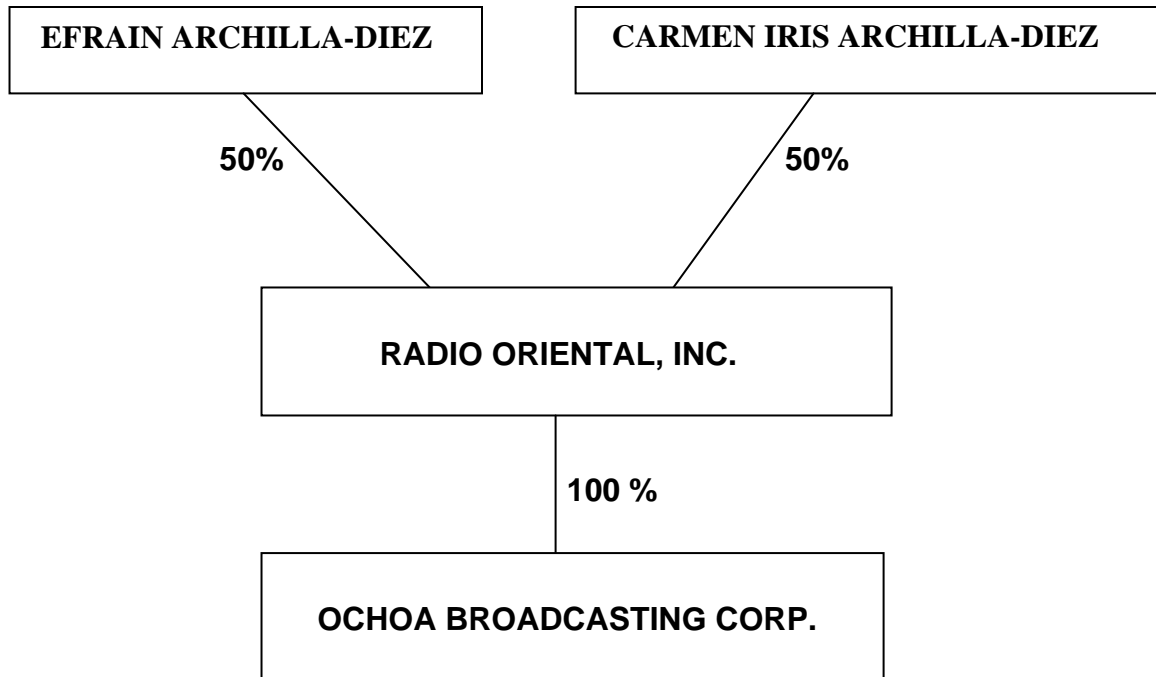 EFRAIN ARCHILLA-DIEZ
CARMEN IRIS ARCHILLA-DIEZ
50%
50%
RADIO ORIENTAL, INC.
100 %
OCHOA BROADCASTING CORP.